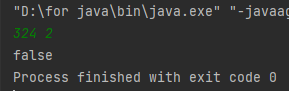 "D:\for java\bin\java.exe" "-javaag
324 2
false
Process finished with exit code 0